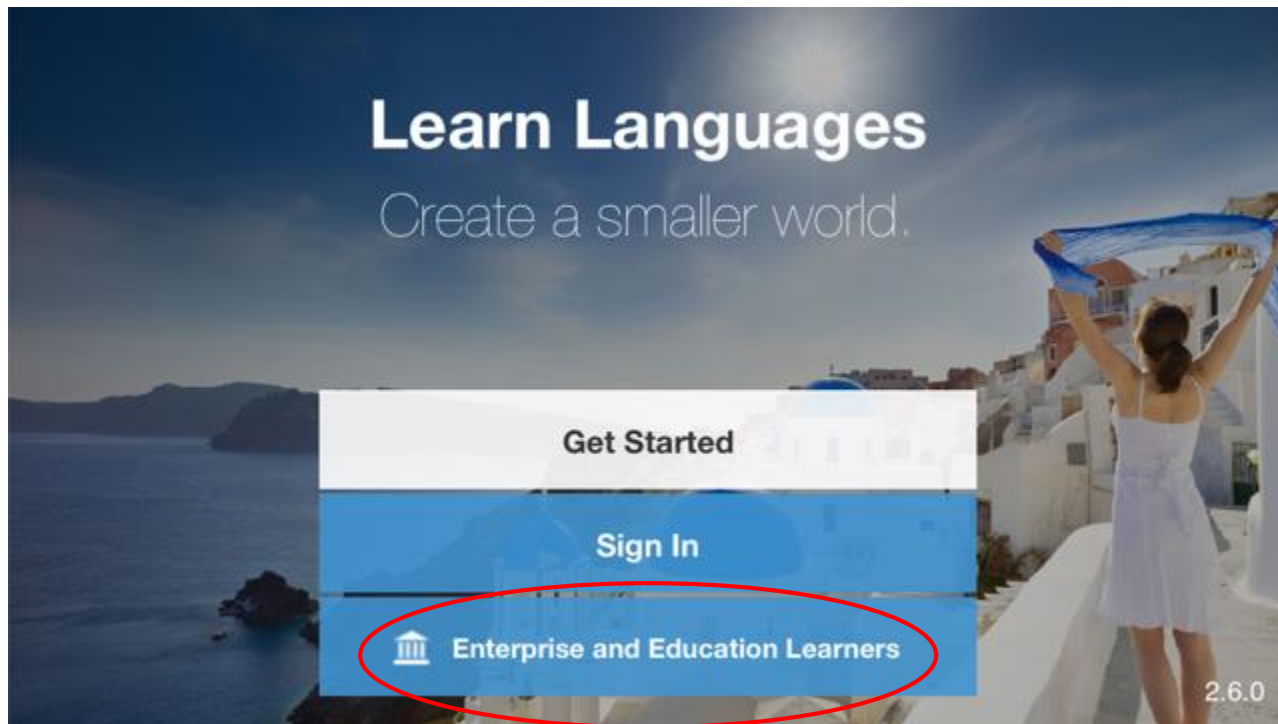 Learn Languages
Create a smaller world.
Get Started
Sign In
Enterprise and Education Learners
2.6.0